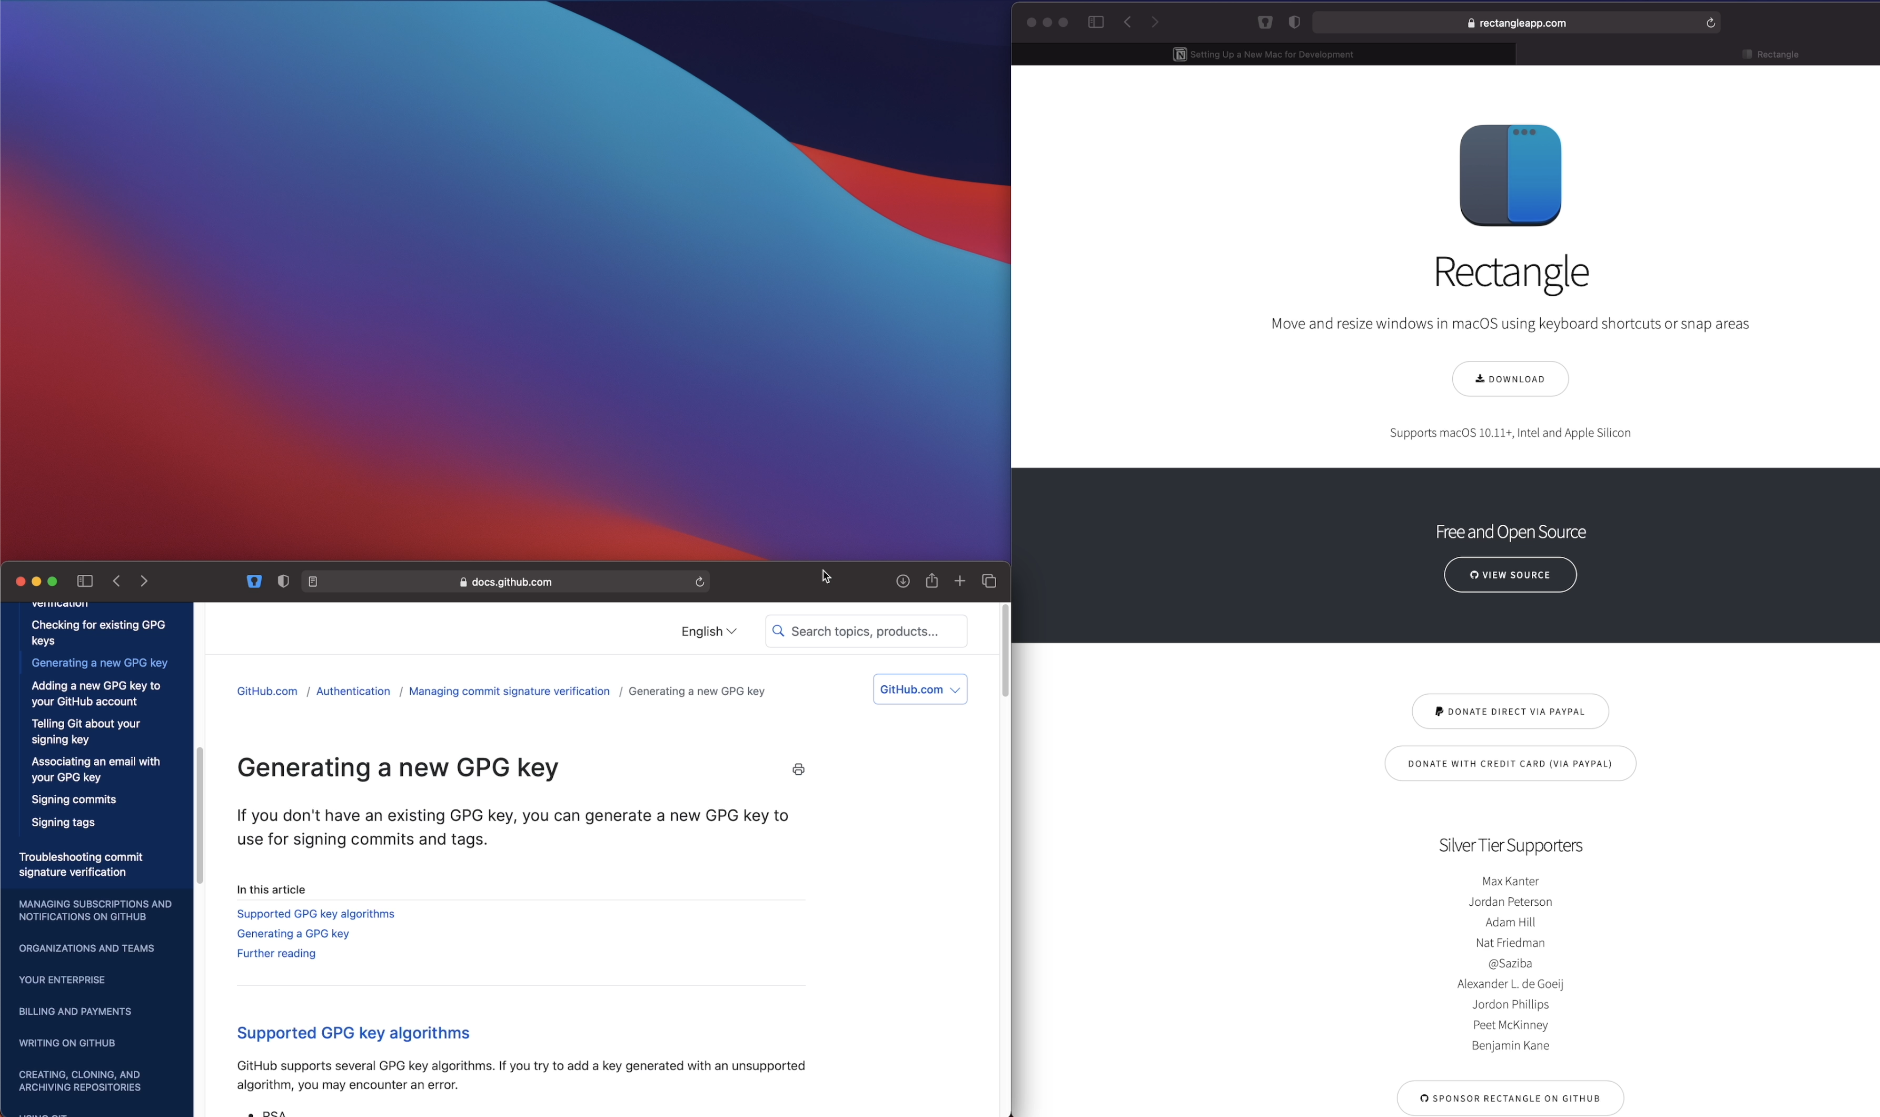 rectangleapp.com
Setting Up a New Mac for Development
Rectangle
Rectangle
Move and resize windows in macOS using keyboard shortcuts or snap areas
DOWNLOAD
Supports macOS 10.11+, Intel and Apple Silicon
Free and Open Source
VIEW SOURCE
DONATE DIRECT VIA PAYPAL
DONATE WITH CREDIT CARD (VIA PAYPAL)
Silver Tier Supporters
Max Kanter
Jordan Peterson
Adam Hill
Nat Friedman
@Saziba
Alexander L. de Goeij
Jordon Phillips
Peet McKinney
Benjamin Kane
SPONSOR RECTANGLE ON GITHUB
docs.github.com
verification
Checking for existing GPG
keys
Generating a new GPG key
Adding a new GPG key to
your GitHub account
Telling Git about your
signing key
Associating an email with
your GPG key
Signing commits
Signing tags
Troubleshooting commit
signature verification
MANAGING SUBSCRIPTIONS AND
NOTIFICATIONS ON GITHUB
ORGANIZATIONS AND TEAMS
YOUR ENTERPRISE
BILLING AND PAYMENTS
WRITING ON GITHUB
CREATING, CLONING, AND
ARCHIVING REPOSITORIES
USING GIT
English
Search topics, products...
GitHub.com / Authentication / Managing commit signature verification / Generating a new GPG key
GitHub.com
Generating a new GPG key
If you don't have an existing GPG key, you can generate a new GPG key to
use for signing commits and tags.
In this article
Supported GPG key algorithms
Generating a GPG key
Further reading
Supported GPG key algorithms
GitHub supports several GPG key algorithms. If you try to add a key generated with an unsupported
algorithm, you may encounter an error.
• RSA